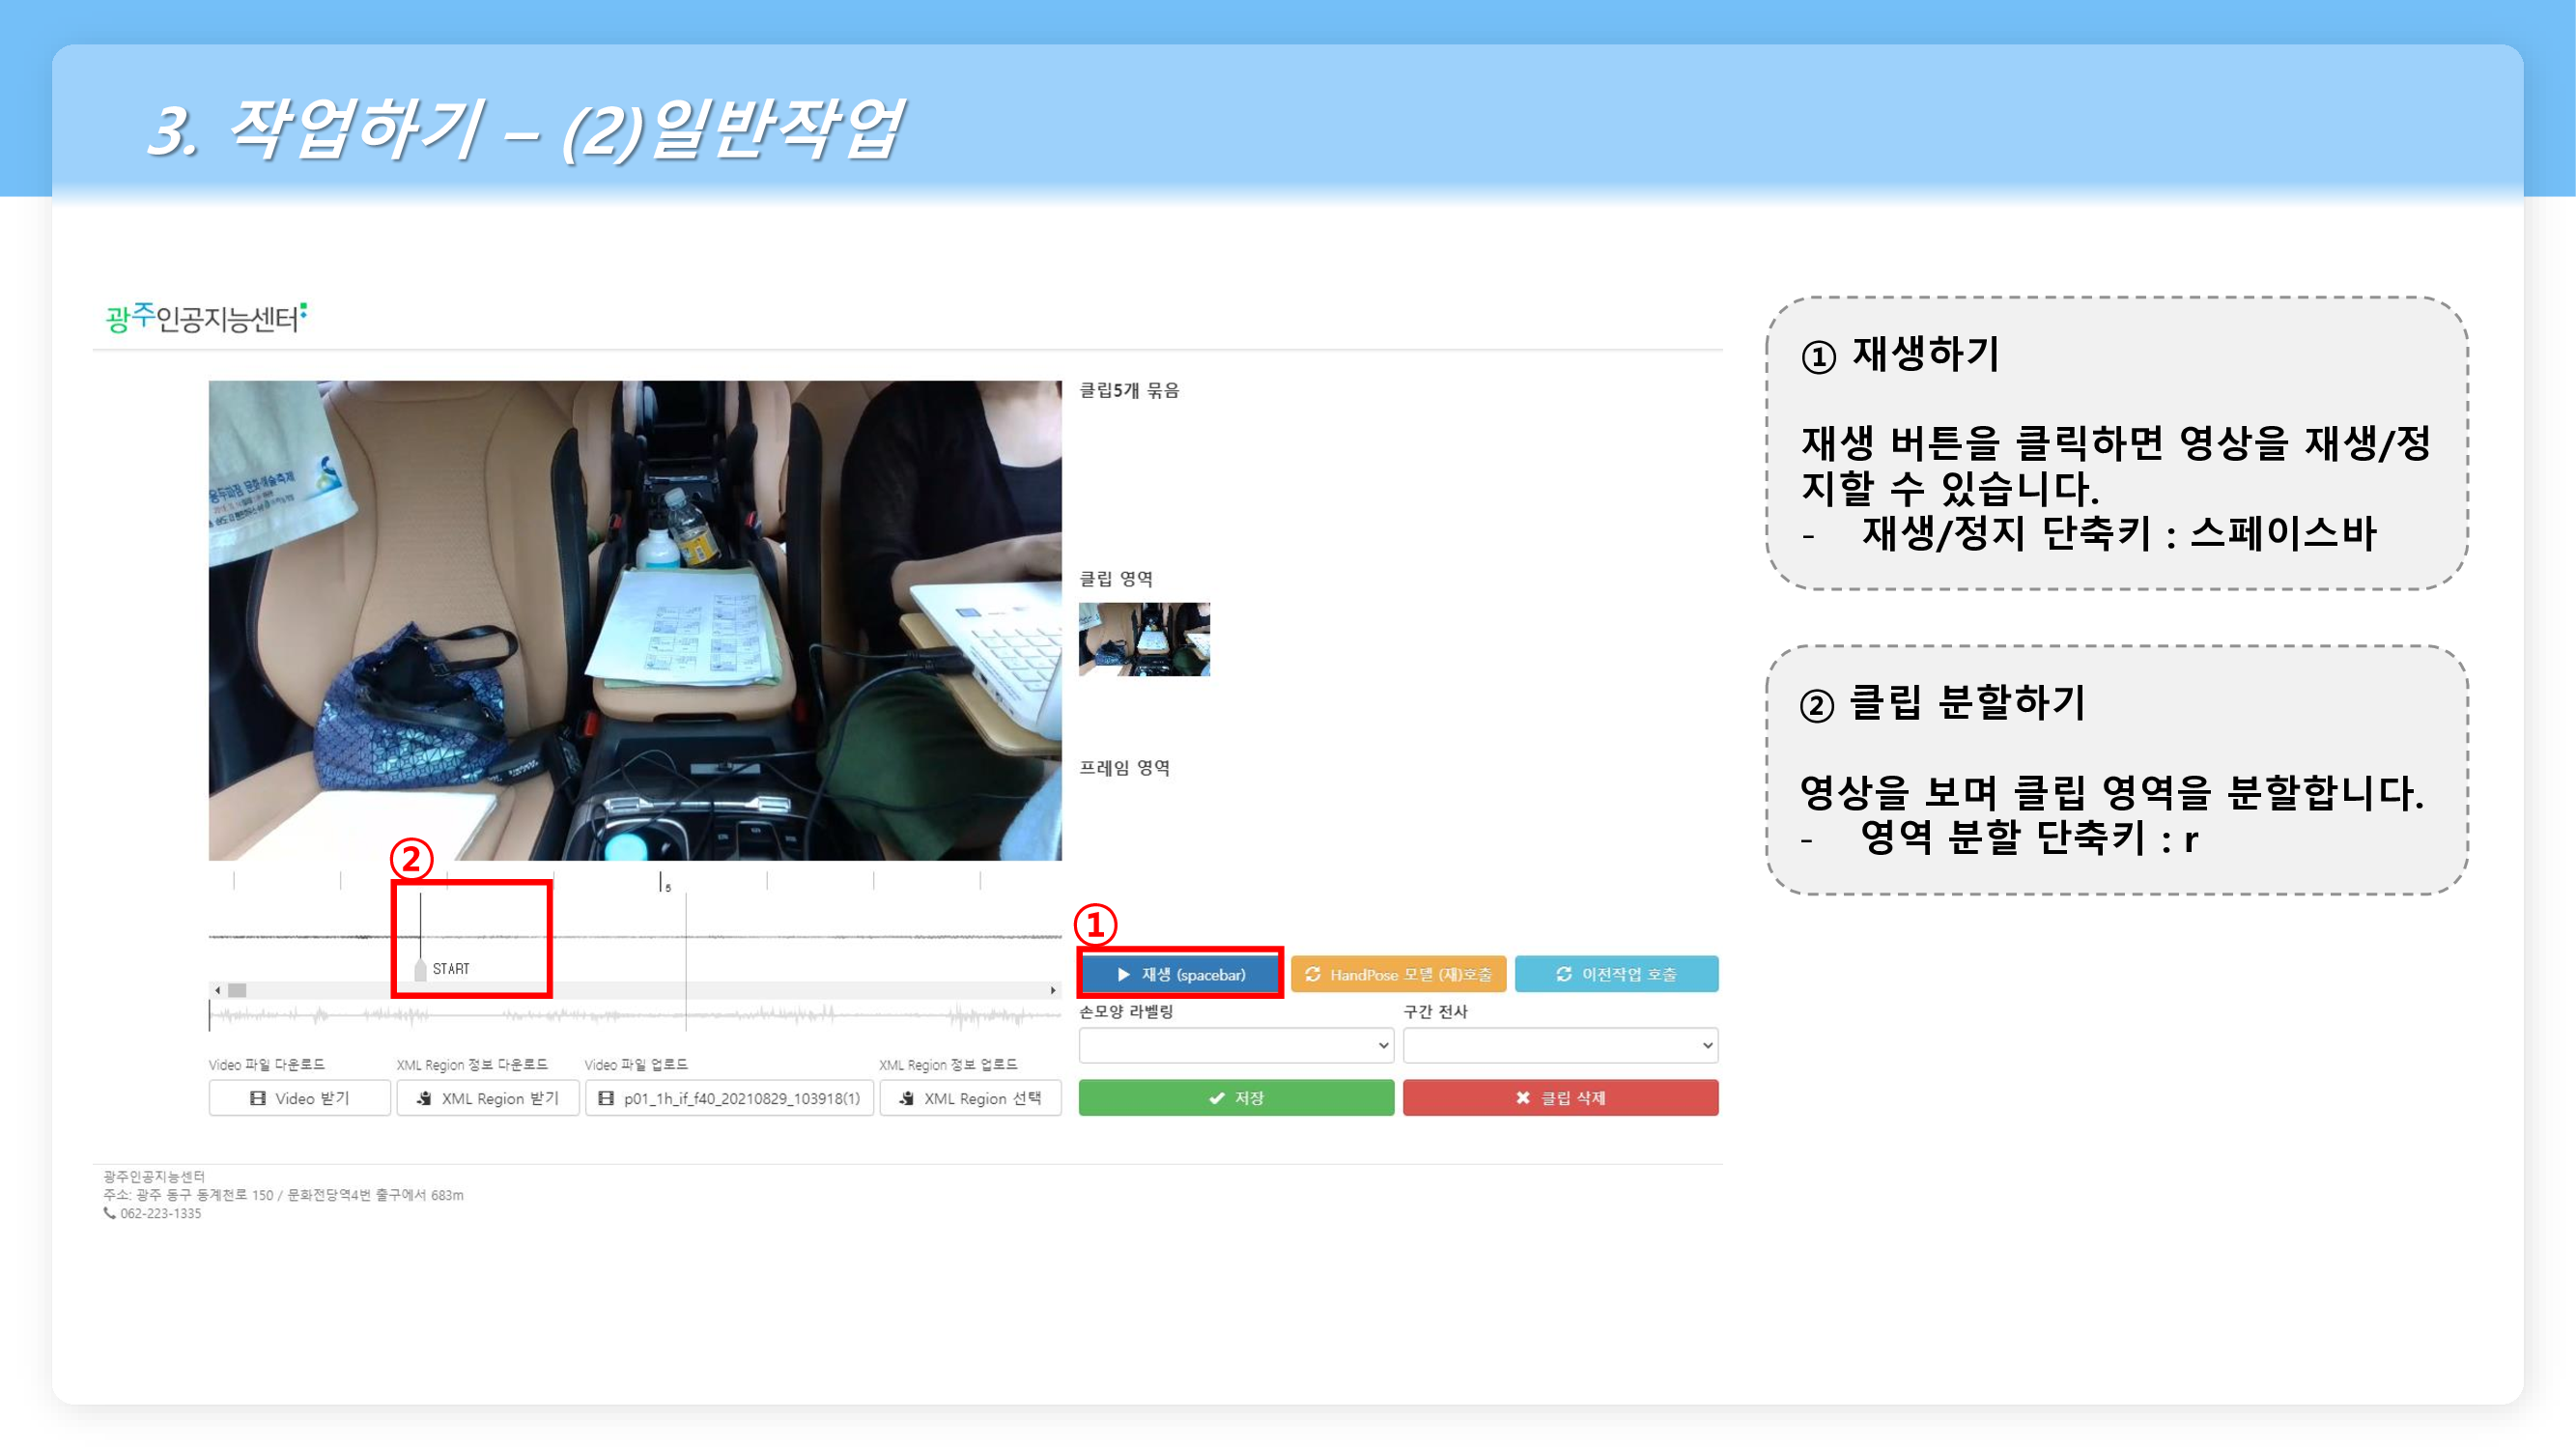 3. 작업하기 – (2)일반작업
광주인공지능센터
클립5개 묶음
클립 영역
프레임 영역
②
5
START
①
재생 (spacebar)
HandPose 모델 (재)호출
이전작업 호출
손모양 라벨링
구간 전사
Video 파일 다운로드
XML Region 정보 다운로드
Video 파일 업로드
XML Region 정보 업로드
Video 받기
XML Region 받기
p01_1h_if_f40_20210829_103918(1)
XML Region 선택
저장
클립 삭제
광주인공지능센터
주소: 광주 동구 동계천로 150 / 문화전당역4번 출구에서 683m
062-223-1335
① 재생하기
재생 버튼을 클릭하면 영상을 재생/정
지할 수 있습니다.
- 재생/정지 단축키 : 스페이스바
② 클립 분할하기
영상을 보며 클립 영역을 분할합니다.
- 영역 분할 단축키 : r